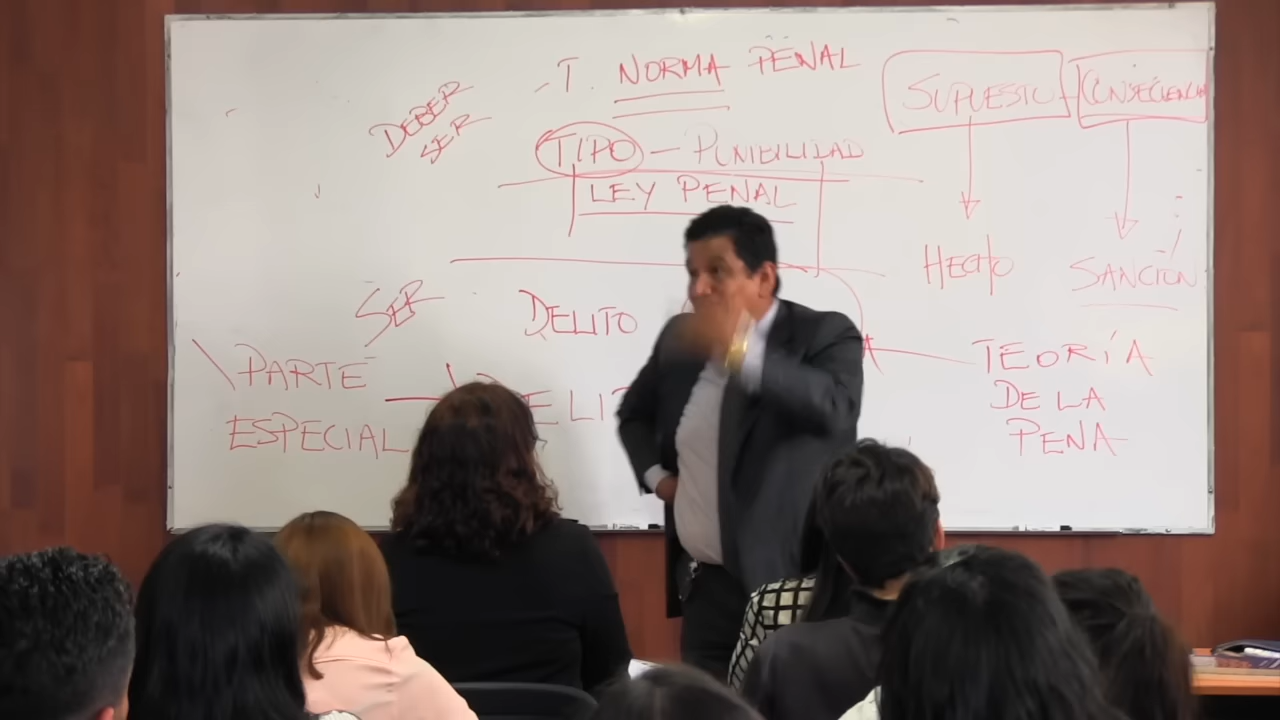 - T. NORMA PENAL
DEBER
SER
TIPO — PUNIBILIDAD
LEY PENAL
SUPUESTO - CONSECUENCIA
HECHO
SANCIÓN
SER
DELITO
PARTE
ESPECIAL
TEORÍA
DE LA
PENA